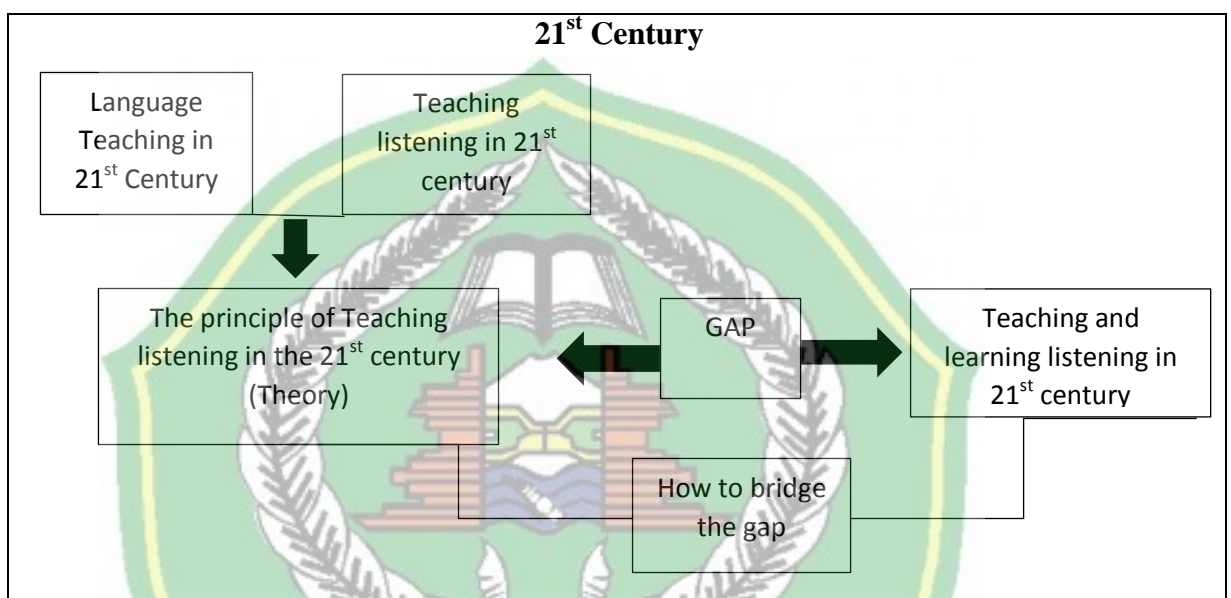 21st Century
Language
Teaching in
21st Century
Teaching
listening in 21st
century
The principle of Teaching
listening in the 21st century
(Theory)
GAP
Teaching and
learning listening in
21st century
How to bridge
the gap